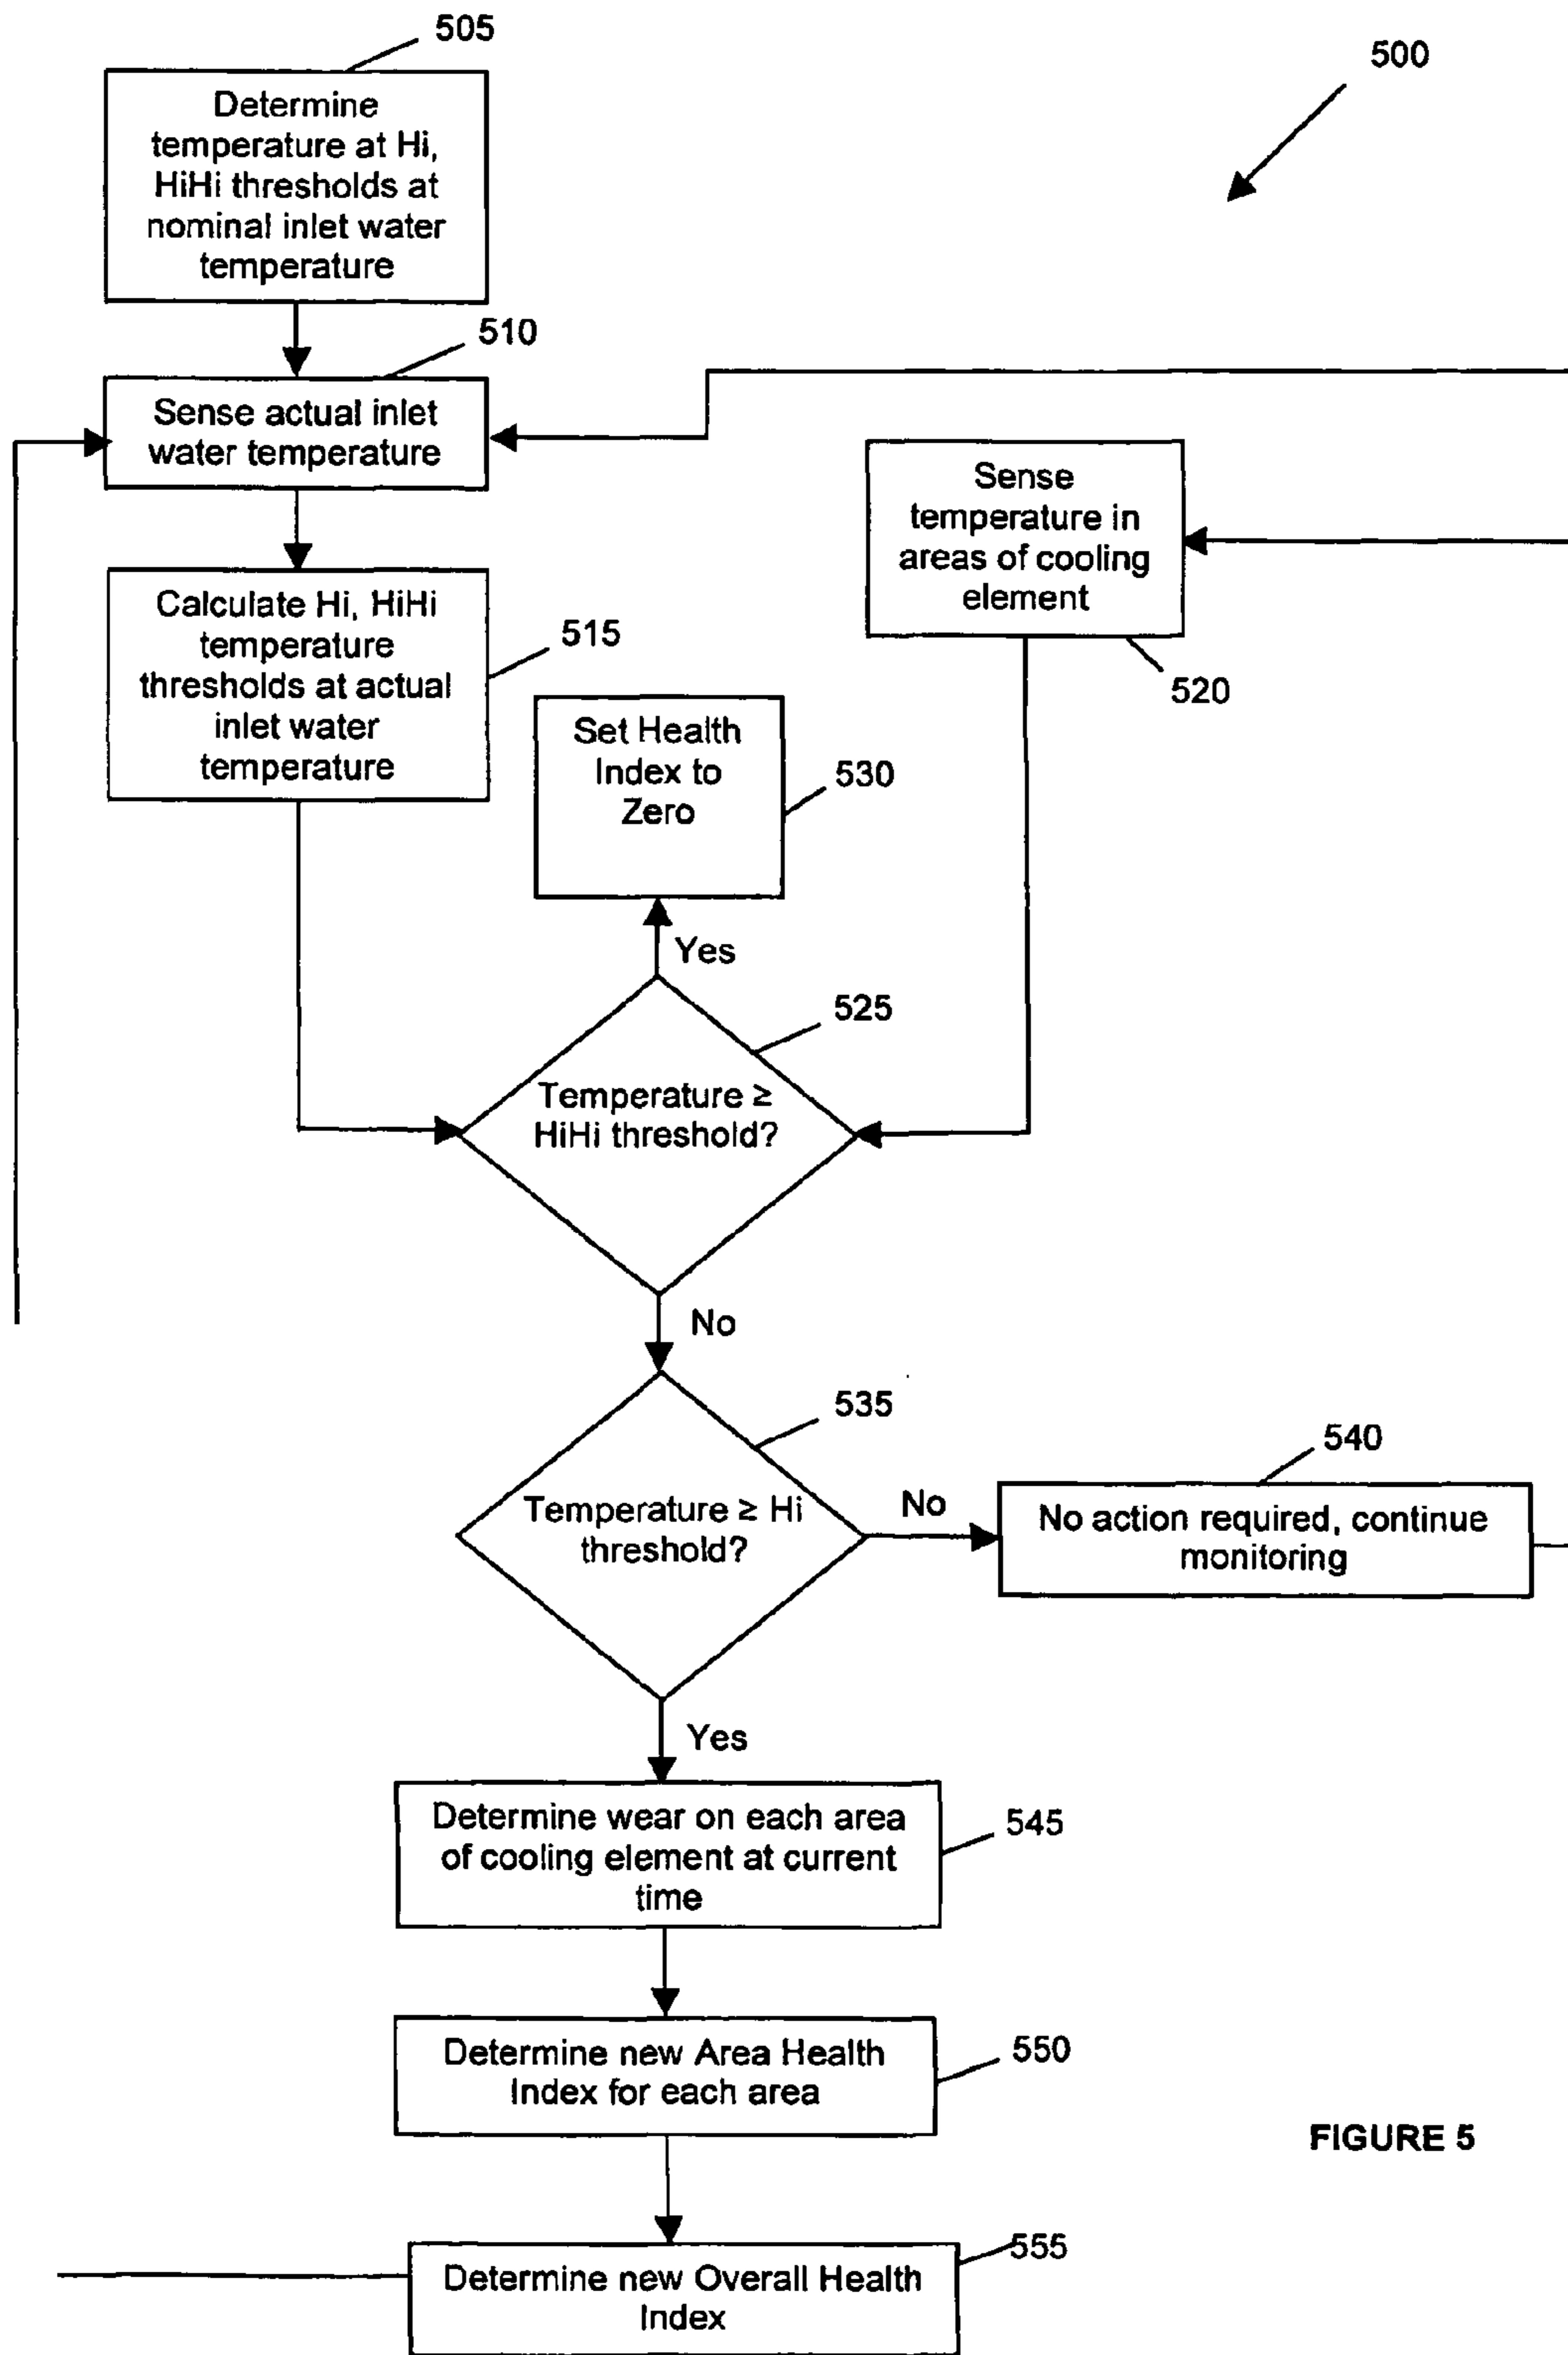 505
500
Determine
temperature at Hi,
HiHi thresholds at
nominal inlet water
temperature
510
Sense actual inlet
water temperature
Sense
temperature in
areas of cooling
element
520
Calculate Hi, HiHi
temperature
thresholds at actual
inlet water
temperature
515
Set Health
Index to
Zero
530
Yes
525
Temperature ≥
HiHi threshold?
No
535
Temperature ≥ Hi
threshold?
No
540
No action required, continue
monitoring
Yes
Determine wear on each area
of cooling element at current
time
545
Determine new Area Health
Index for each area
550
FIGURE 5
555
Determine new Overall Health
Index